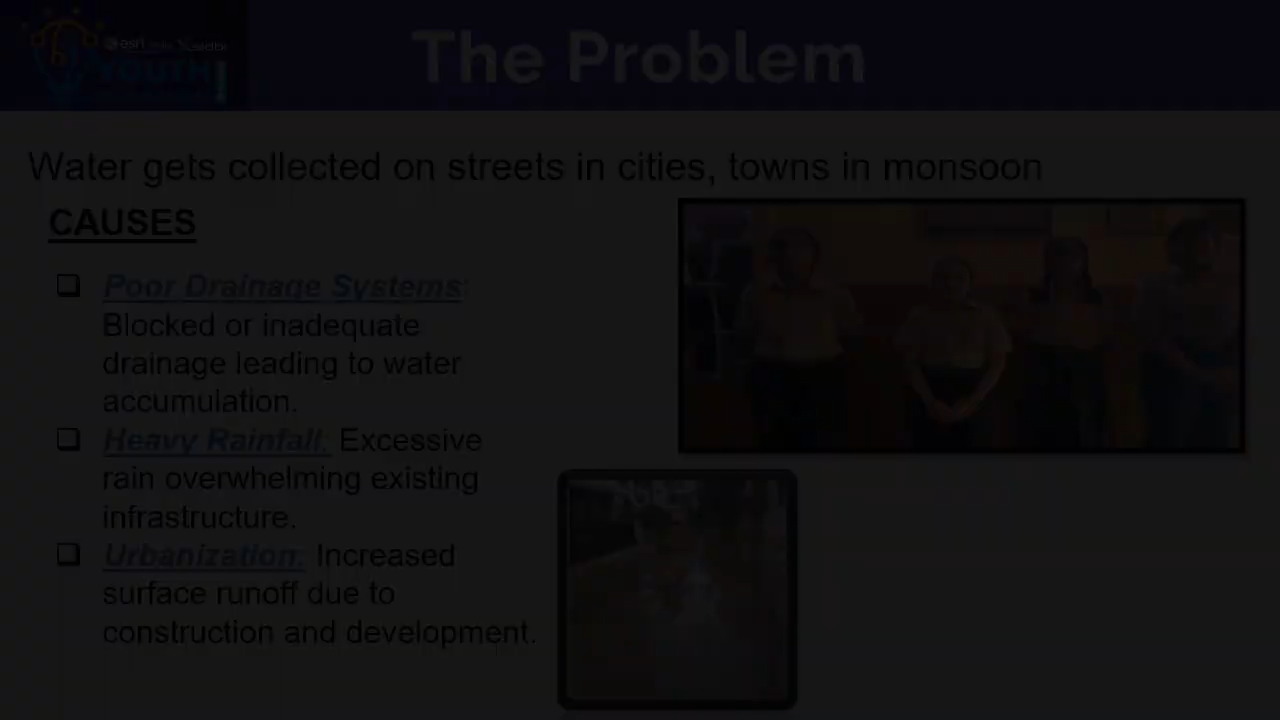 esri
The Problem
YOUTH
Water gets collected on streets in cities, towns in monsoon
CAUSES
Poor Drainage Systems:
Blocked or inadequate
drainage leading to water
accumulation.
Heavy Rainfall: Excessive
rain overwhelming existing
infrastructure.
Urbanization: Increased
surface runoff due to
construction and development.